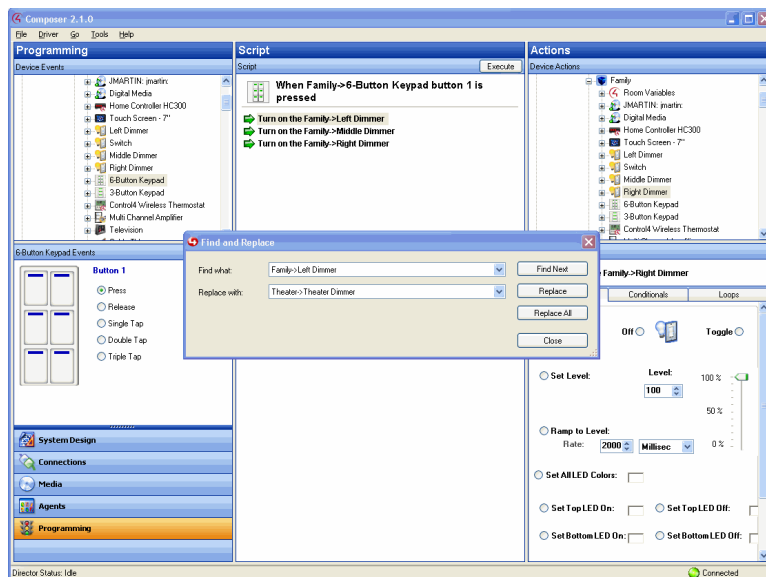 Composer 2.1.0
File Driver Go Tools Help
Programming
Device Events
JMARTIN: jmartin:
Digital Media
Home Controller HC300
Touch Screen - 7"
Left Dimmer
Switch
Middle Dimmer
Right Dimmer
6-Button Keypad
3-Button Keypad
Control4 Wireless Thermostat
Multi Channel Amplifier
Television
Script
Script
Execute
When Family->6-Button Keypad button 1 is
pressed
Turn on the Family->Left Dimmer
Turn on the Family->Middle Dimmer
Turn on the Family->Right Dimmer
Actions
Device Actions
Family
Room Variables
JMARTIN: jmartin:
Digital Media
Home Controller HC300
Touch Screen - 7"
Left Dimmer
Switch
Middle Dimmer
Right Dimmer
6-Button Keypad
3-Button Keypad
Control4 Wireless Thermostat
Find and Replace
Find what:
Family->Left Dimmer
Find Next
Replace with:
Theater->Theater Dimmer
Replace
Replace All
Close
6-Button Keypad Events
Button 1
Press
Release
Single Tap
Double Tap
Triple Tap
Family->Right Dimmer
Conditionals
Loops
Off
Toggle
Set Level:
Level:
100
100 %
50 %
0 %
Ramp to Level:
Rate:
2000
Millisec
Set All LED Colors:
Set Top LED On:
Set Top LED Off:
Set Bottom LED On:
Set Bottom LED Off:
System Design
Connections
Media
Agents
Programming
Director Status: Idle
Connected